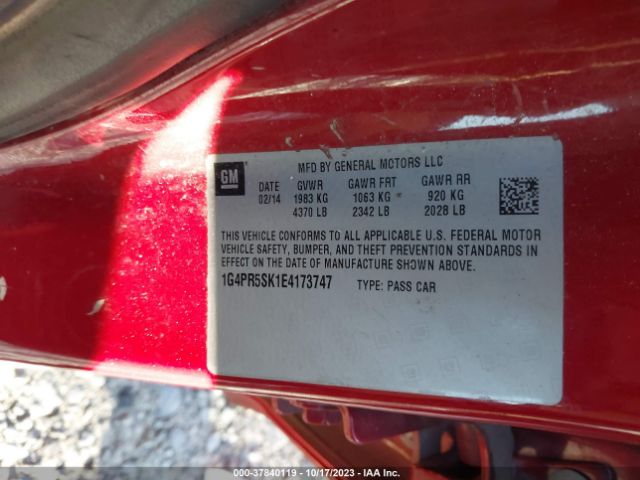 GM
MFD BY GENERAL MOTORS LLC
DATE GVWR GAWR FRT GAWR RR
02/14 1983 KG 1063 KG 920 KG
4370 LB 2342 LB 2028 LB
THIS VEHICLE CONFORMS TO ALL APPLICABLE U.S. FEDERAL MOTOR
VEHICLE SAFETY, BUMPER, AND THEFT PREVENTION STANDARDS IN
EFFECT ON THE DATE OF MANUFACTURE SHOWN ABOVE.
1G4PR5SK1E4173747 TYPE: PASS CAR
000-37840119 | 10/17/2023 | IAA Inc.